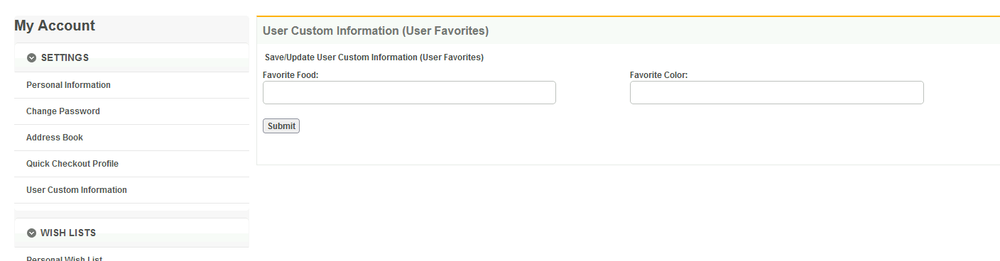 My Account
SETTINGS
Personal Information
Change Password
Address Book
Quick Checkout Profile
User Custom Information
WISH LISTS
Personal Wish List
User Custom Information (User Favorites)
Save/Update User Custom Information (User Favorites)
Favorite Food:
Favorite Color:
Submit